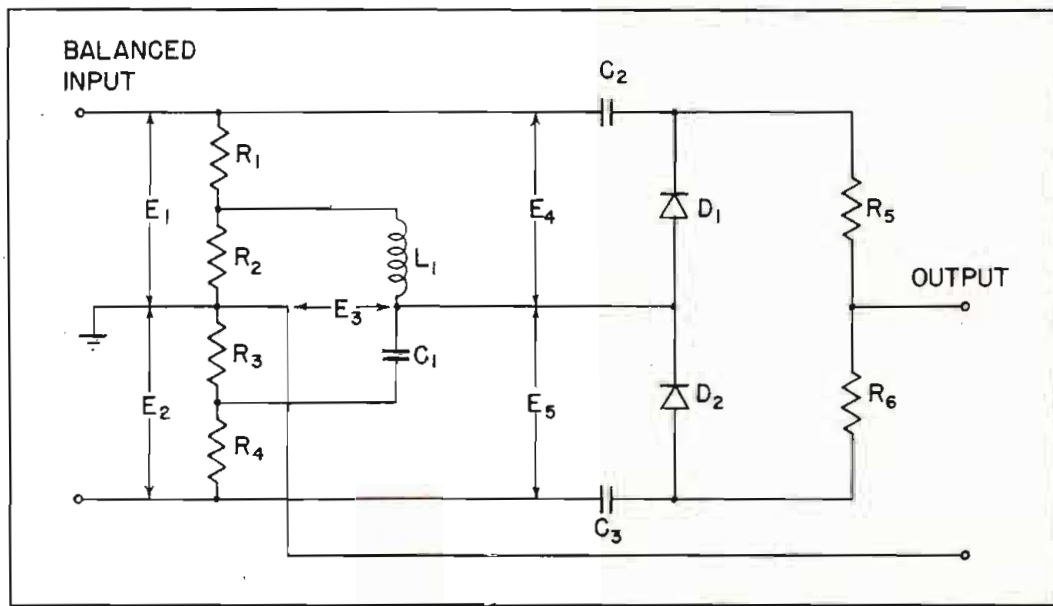 BALANCED
INPUT
C₂
R₁
E₁
E₄
D₁
R₅
R₂
L₁
OUTPUT
E₃
R₃
C₁
E₂
E₅
D₂
R₆
R₄
C₃